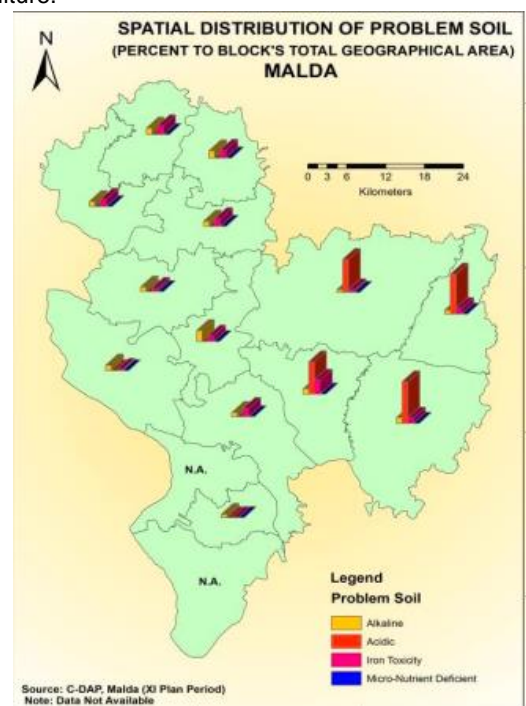 ulture.
SPATIAL DISTRIBUTION OF PROBLEM SOIL
(PERCENT TO BLOCK'S TOTAL GEOGRAPHICAL AREA)
MALDA
N
0 3 6 12 18 24
Kilometers
N.A.
N.A.
Legend
Problem Soil
Alkaline
Acidic
Iron Toxicity
Micro-Nutrient Deficient
Source: C-DAP, Malda (XI Plan Period)
Note: Data Not Available